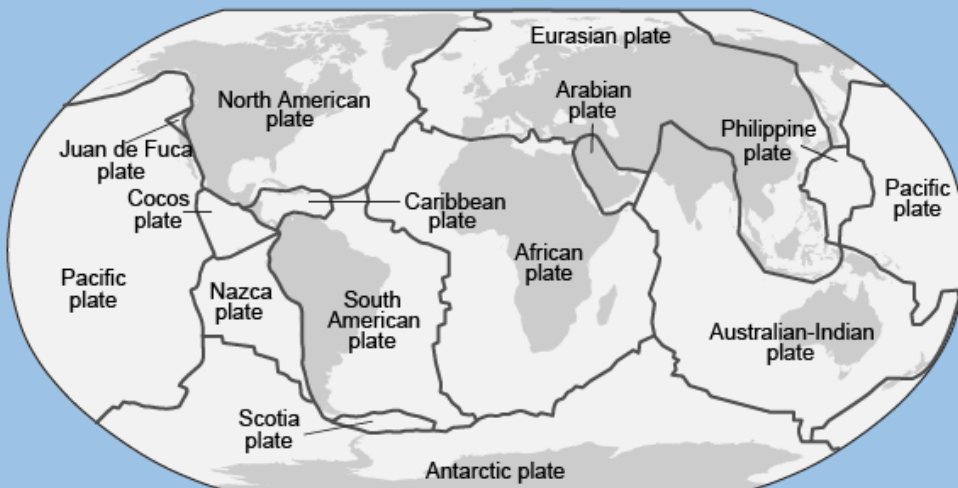 Eurasian plate
North American
plate
Arabian
plate
Juan de Fuca
plate
Philippine
plate
Cocos
plate
Caribbean
plate
Pacific
plate
African
plate
Pacific
plate
Nazca
plate
South
American
plate
Australian-Indian
plate
Scotia
plate
Antarctic plate